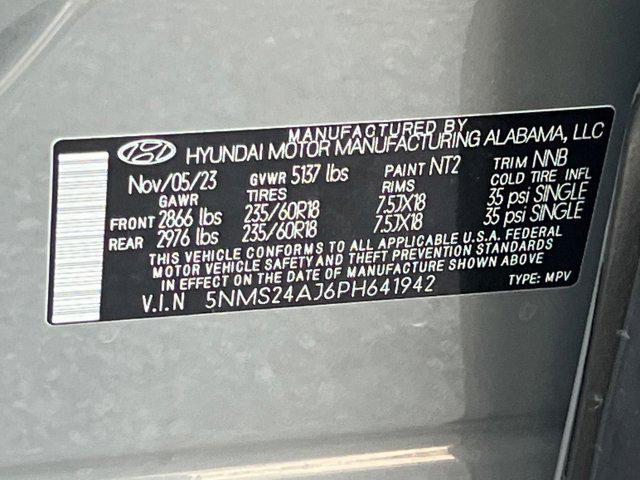 MANUFACTURED BY
HYUNDAI MOTOR MANUFACTURING ALABAMA, LLC
Nov/05/23 GVWR 5137 lbs PAINT NT2 TRIM NNB
GAWR TIRES RIMS COLD TIRE INFL
FRONT 2866 lbs 235/60R18 7.5JX18 35 psi SINGLE
REAR 2976 lbs 235/60R18 7.5JX18 35 psi SINGLE
THIS VEHICLE CONFORMS TO ALL APPLICABLE U.S.A. FEDERAL
MOTOR VEHICLE SAFETY AND THEFT PREVENTION STANDARDS
IN EFFECT ON THE DATE OF MANUFACTURE SHOWN ABOVE
V.I.N 5NMS24AJ6PH641942 TYPE: MPV